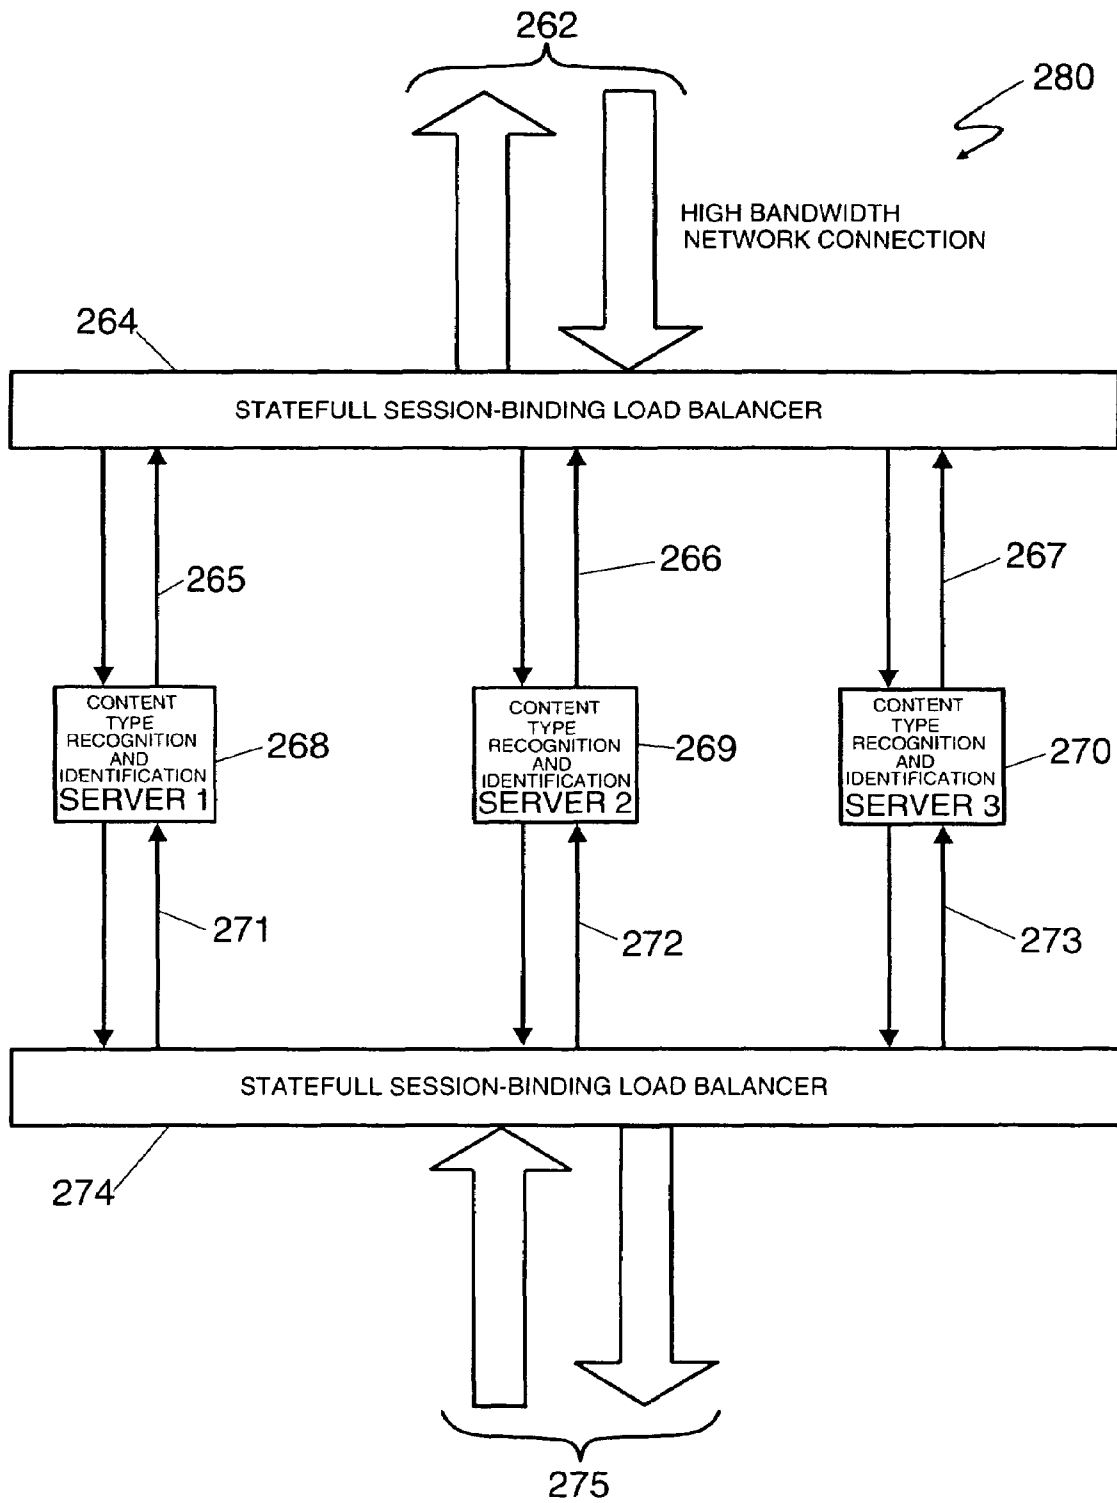 262
280
HIGH BANDWIDTH
NETWORK CONNECTION
264
STATEFULL SESSION-BINDING LOAD BALANCER
265
266
267
CONTENT
TYPE
RECOGNITION
AND
IDENTIFICATION
SERVER 1
268
CONTENT
TYPE
RECOGNITION
AND
IDENTIFICATION
SERVER 2
269
CONTENT
TYPE
RECOGNITION
AND
IDENTIFICATION
SERVER 3
270
271
272
273
STATEFULL SESSION-BINDING LOAD BALANCER
274
275